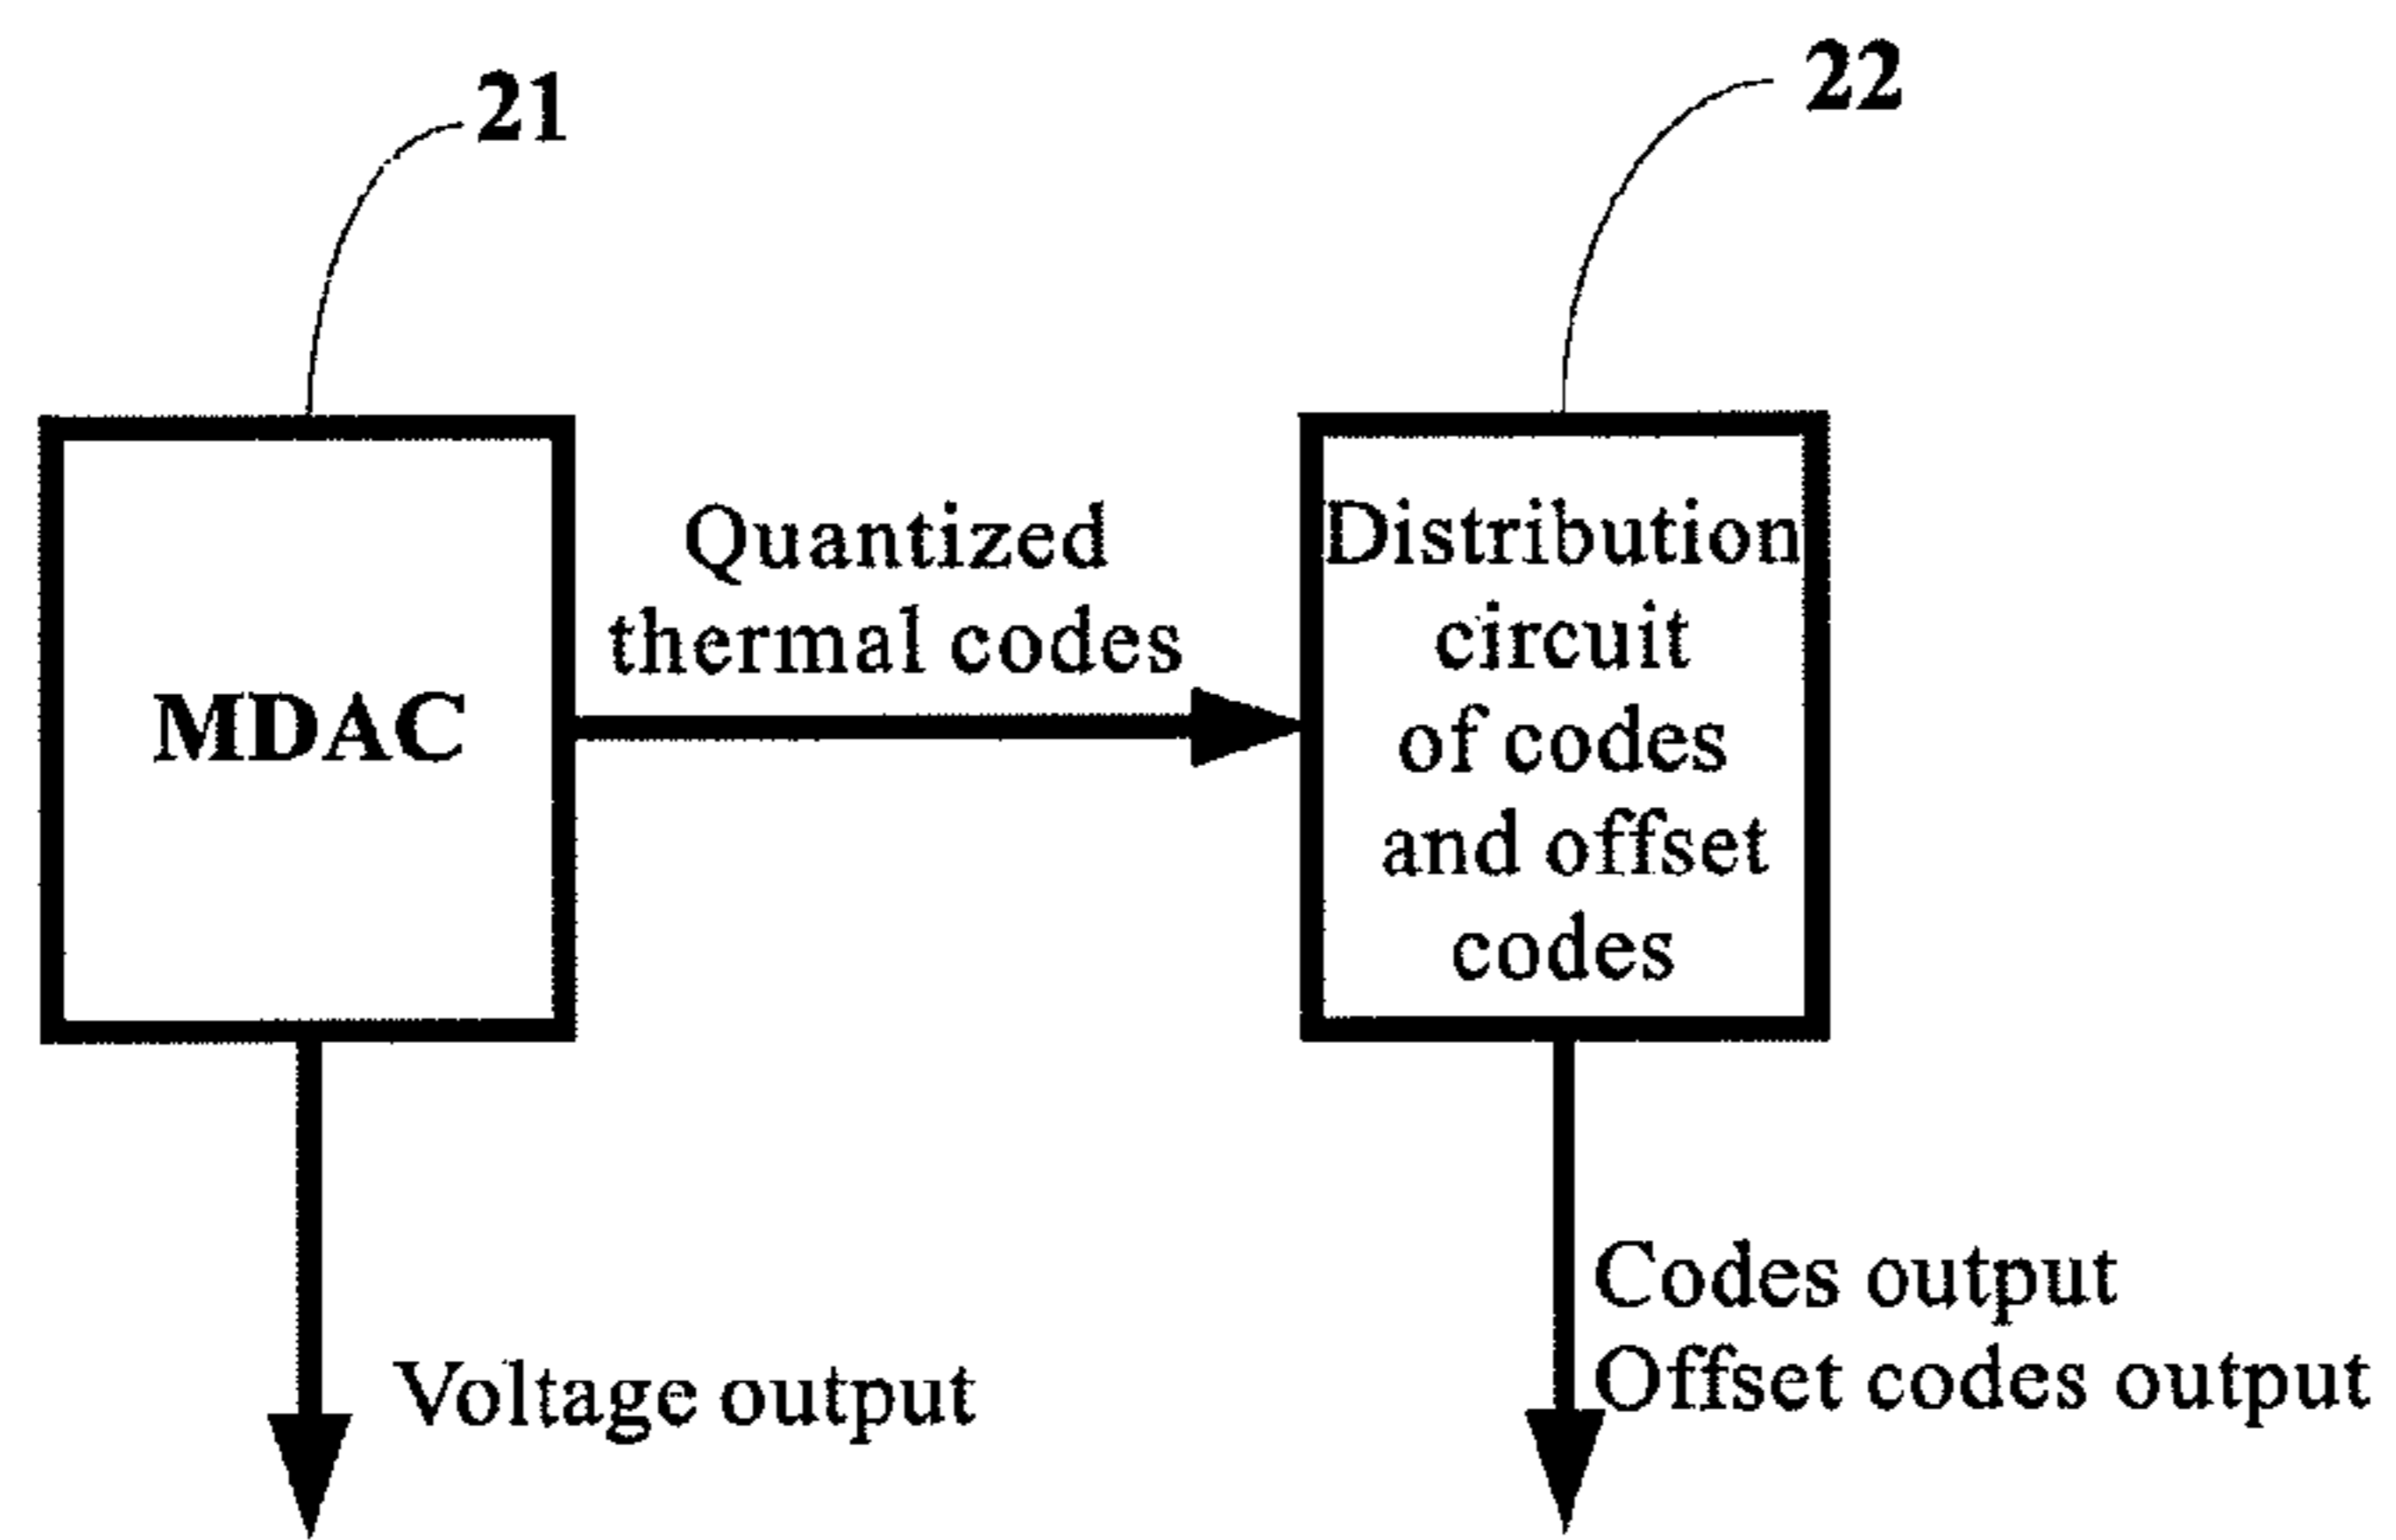 21
22
MDAC
Quantized
thermal codes
Distribution
circuit
of codes
and offset
codes
Voltage output
Codes output
Offset codes output